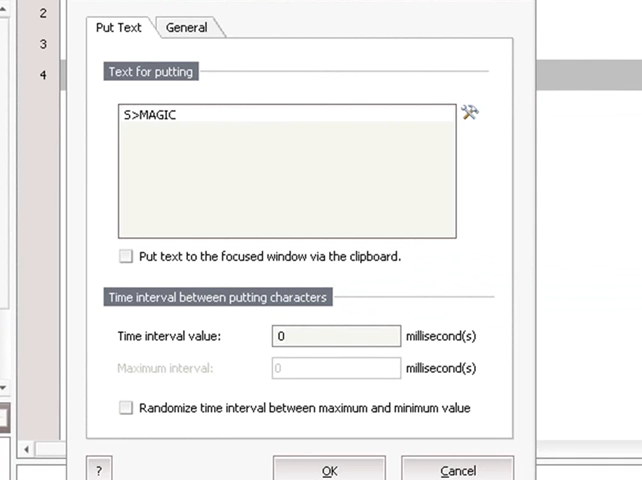 2
3
4
Put Text
General
Text for putting
S>MAGIC
Put text to the focused window via the clipboard.
Time interval between putting characters
Time interval value: 0 millisecond(s)
Maximum interval: 0 millisecond(s)
Randomize time interval between maximum and minimum value
? OK Cancel